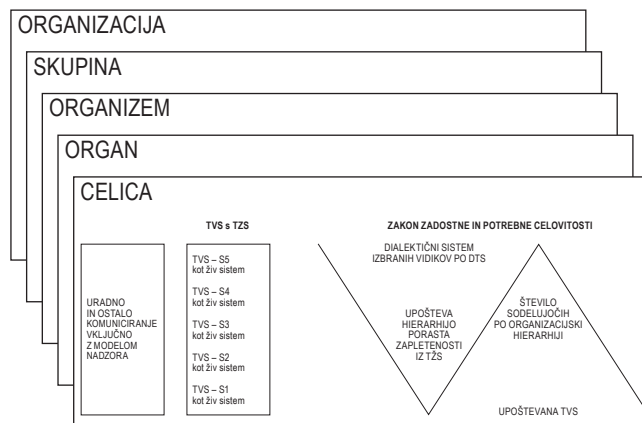 ORGANIZACIJA
SKUPINA
ORGANIZEM
ORGAN
CELICA
TVS s TZS
ZAKON ZADOSTNE IN POTREBNE CELOVITOSTI
URADNO
IN OSTALO
KOMUNICIRANJE
VKLJUČNO
Z MODELOM
NADZORA
TVS – S5
kot živ sistem
TVS – S4
kot živ sistem
TVS – S3
kot živ sistem
TVS – S2
kot živ sistem
TVS – S1
kot živ sistem
DIALEKTIČNI SISTEM
IZBRANIH VIDIKOV PO DTS
UPOŠTEVA
HIERARHIJO
PORASTA
ZAPLETENOSTI
IZ TŽS
ŠTEVILO
SODELUJOČIH
PO ORGANIZACIJSKI
HIERARHIJI
UPOŠTEVANA TVS